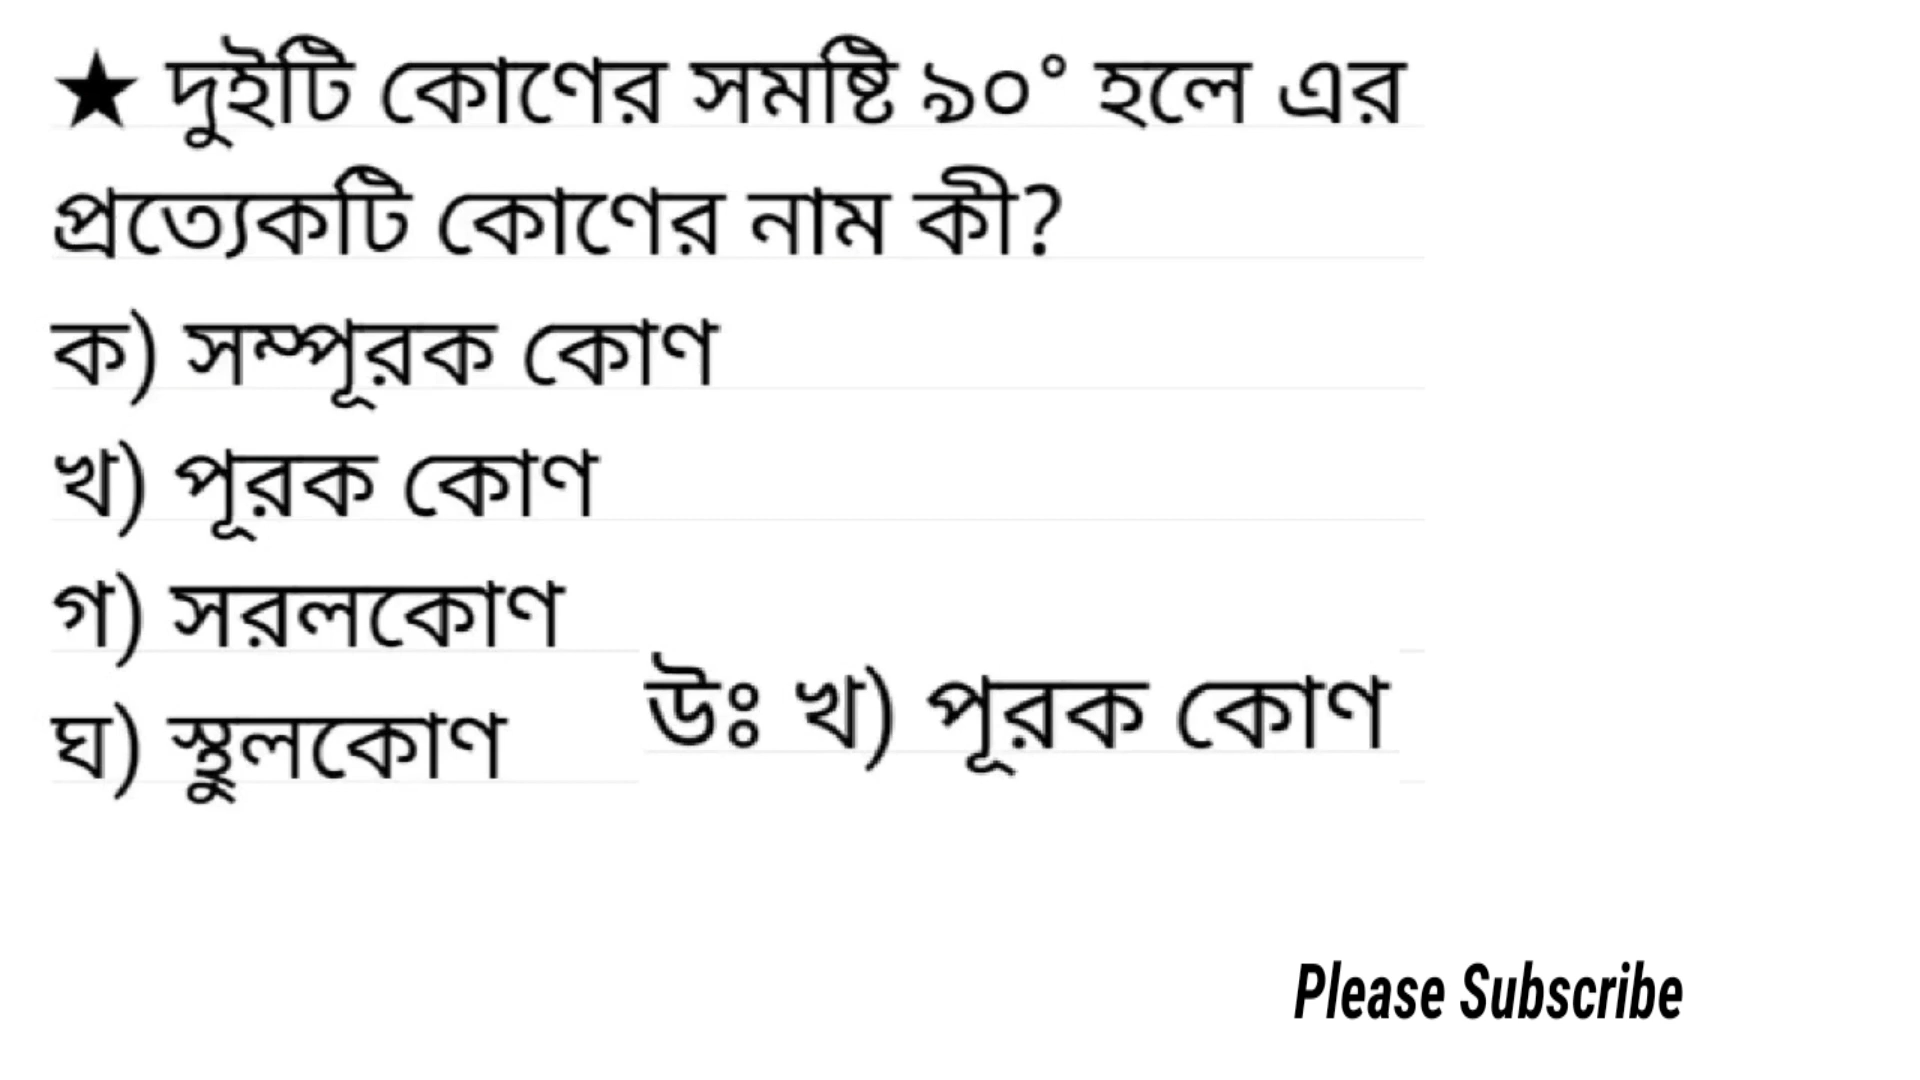 ★ দুইটি কোণের সমষ্টি ৯০° হলে এর
প্রত্যেকটি কোণের নাম কী?
ক) সম্পূরক কোণ
খ) পূরক কোণ
গ) সরলকোণ
ঘ) স্থুলকোণ
উঃ খ) পূরক কোণ
Please Subscribe